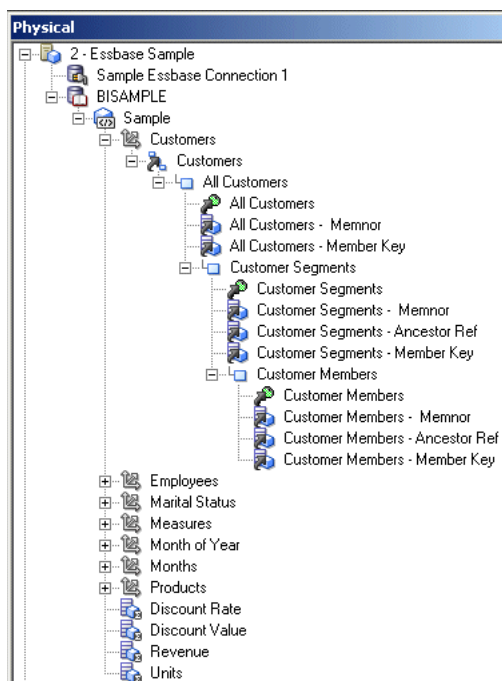 Physical
2 - Essbase Sample
Sample Essbase Connection 1
BISAMPLE
Sample
Customers
Customers
All Customers
All Customers
All Customers -  Memnor
All Customers - Member Key
Customer Segments
Customer Segments
Customer Segments -  Memnor
Customer Segments - Ancestor Ref
Customer Segments - Member Key
Customer Members
Customer Members
Customer Members -  Memnor
Customer Members - Ancestor Ref
Customer Members - Member Key
Employees
Marital Status
Measures
Month of Year
Months
Products
Discount Rate
Discount Value
Revenue
Units